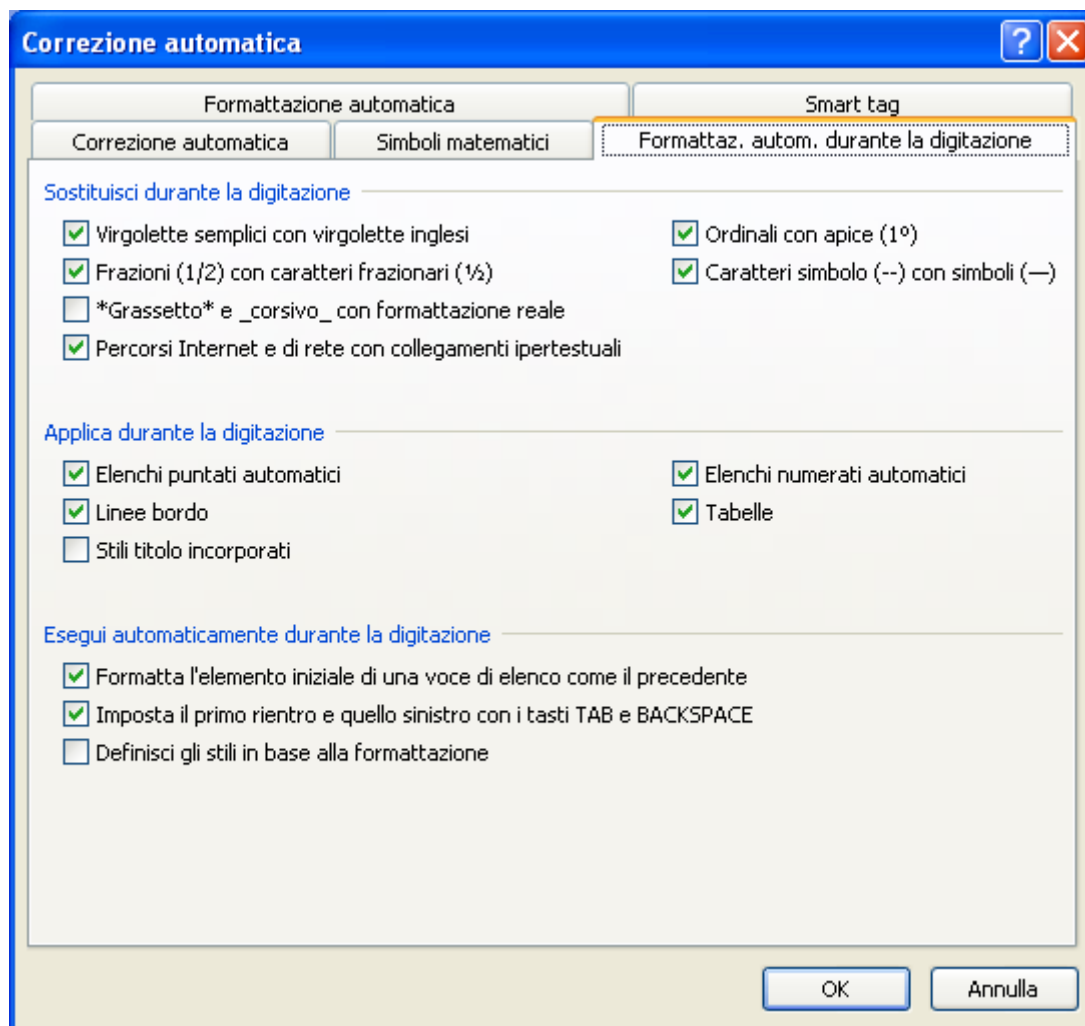 Correzione automatica
Formattazione automatica Smart tag
Correzione automatica Simboli matematici Formattaz. autom. durante la digitazione
Sostituisci durante la digitazione
Virgolette semplici con virgolette inglesi Ordinali con apice (1º)
Frazioni (1/2) con caratteri frazionari (½) Caratteri simbolo (--) con simboli (—)
*Grassetto* e _corsivo_ con formattazione reale
Percorsi Internet e di rete con collegamenti ipertestuali
Applica durante la digitazione
Elenchi puntati automatici Elenchi numerati automatici
Linee bordo Tabelle
Stili titolo incorporati
Esegui automaticamente durante la digitazione
Formatta l'elemento iniziale di una voce di elenco come il precedente
Imposta il primo rientro e quello sinistro con i tasti TAB e BACKSPACE
Definisci gli stili in base alla formattazione
OK Annulla